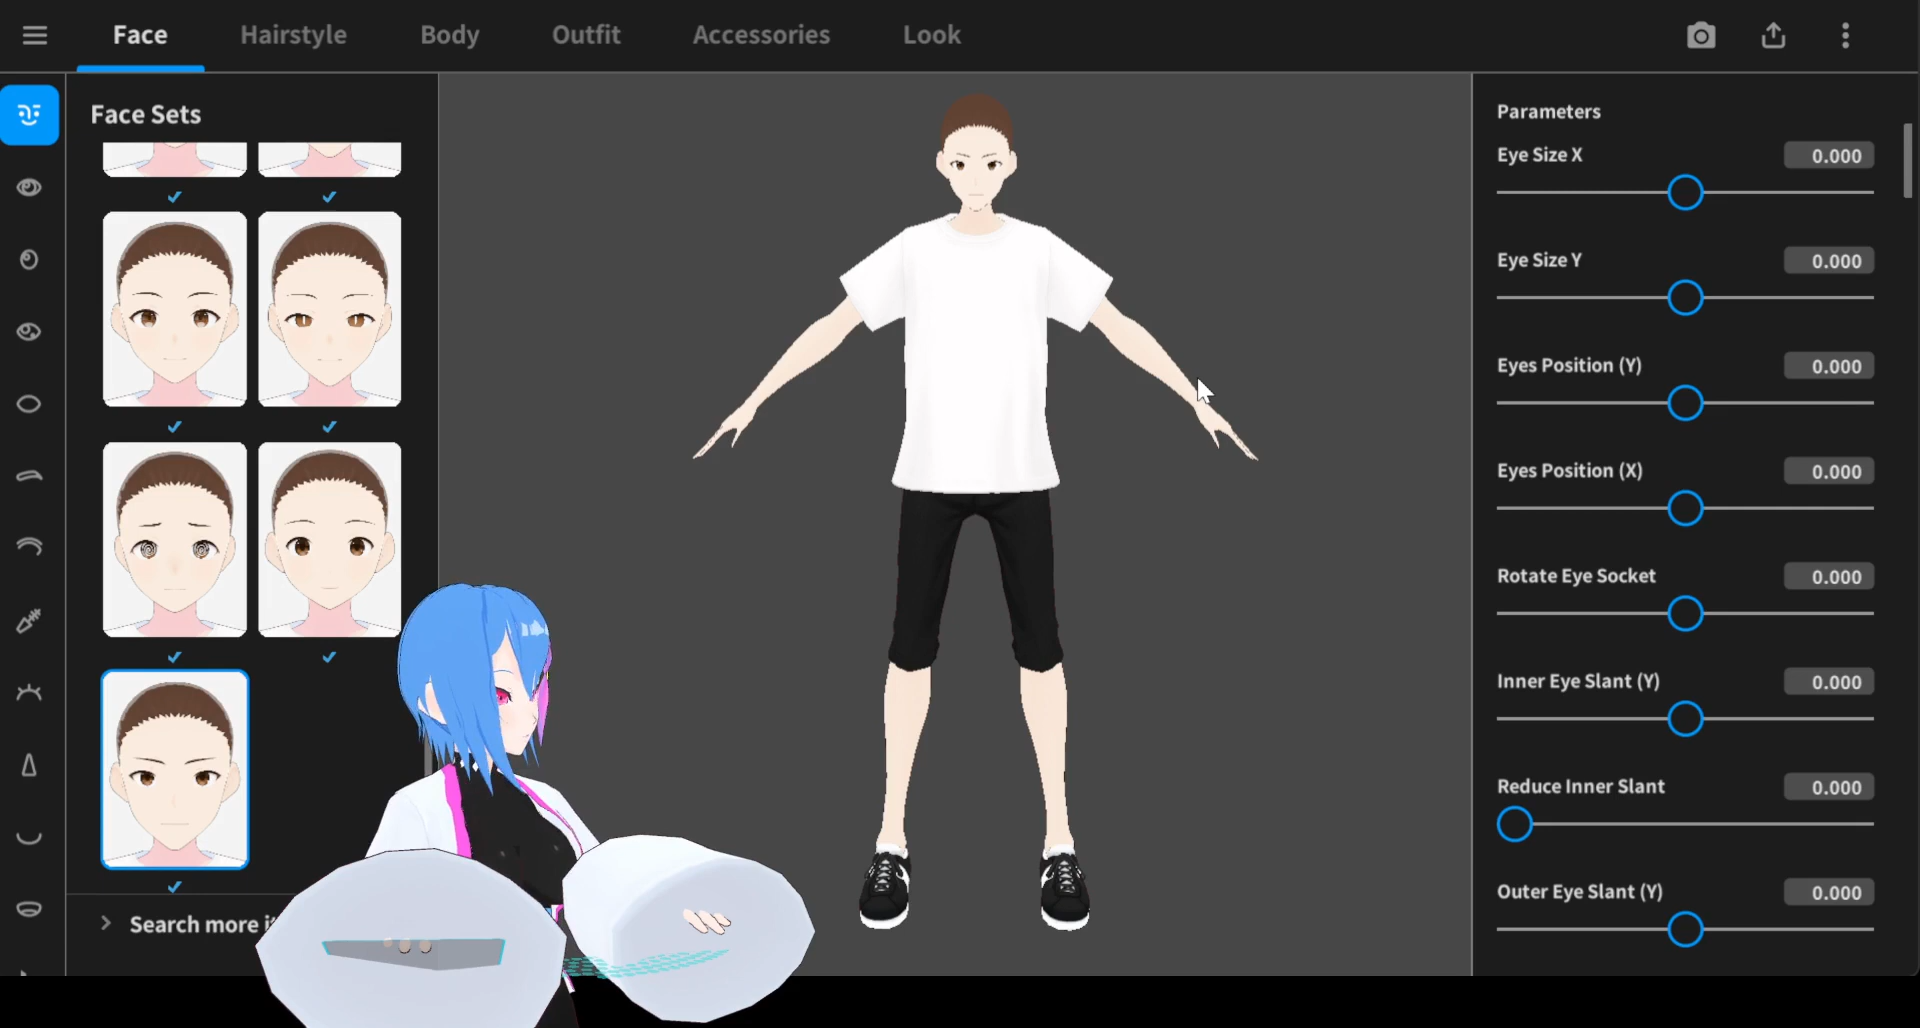 Face Hairstyle Body Outfit Accessories Look
Face Sets
Search more i
Parameters
Eye Size X 0.000
Eye Size Y 0.000
Eyes Position (Y) 0.000
Eyes Position (X) 0.000
Rotate Eye Socket 0.000
Inner Eye Slant (Y) 0.000
Reduce Inner Slant 0.000
Outer Eye Slant (Y) 0.000